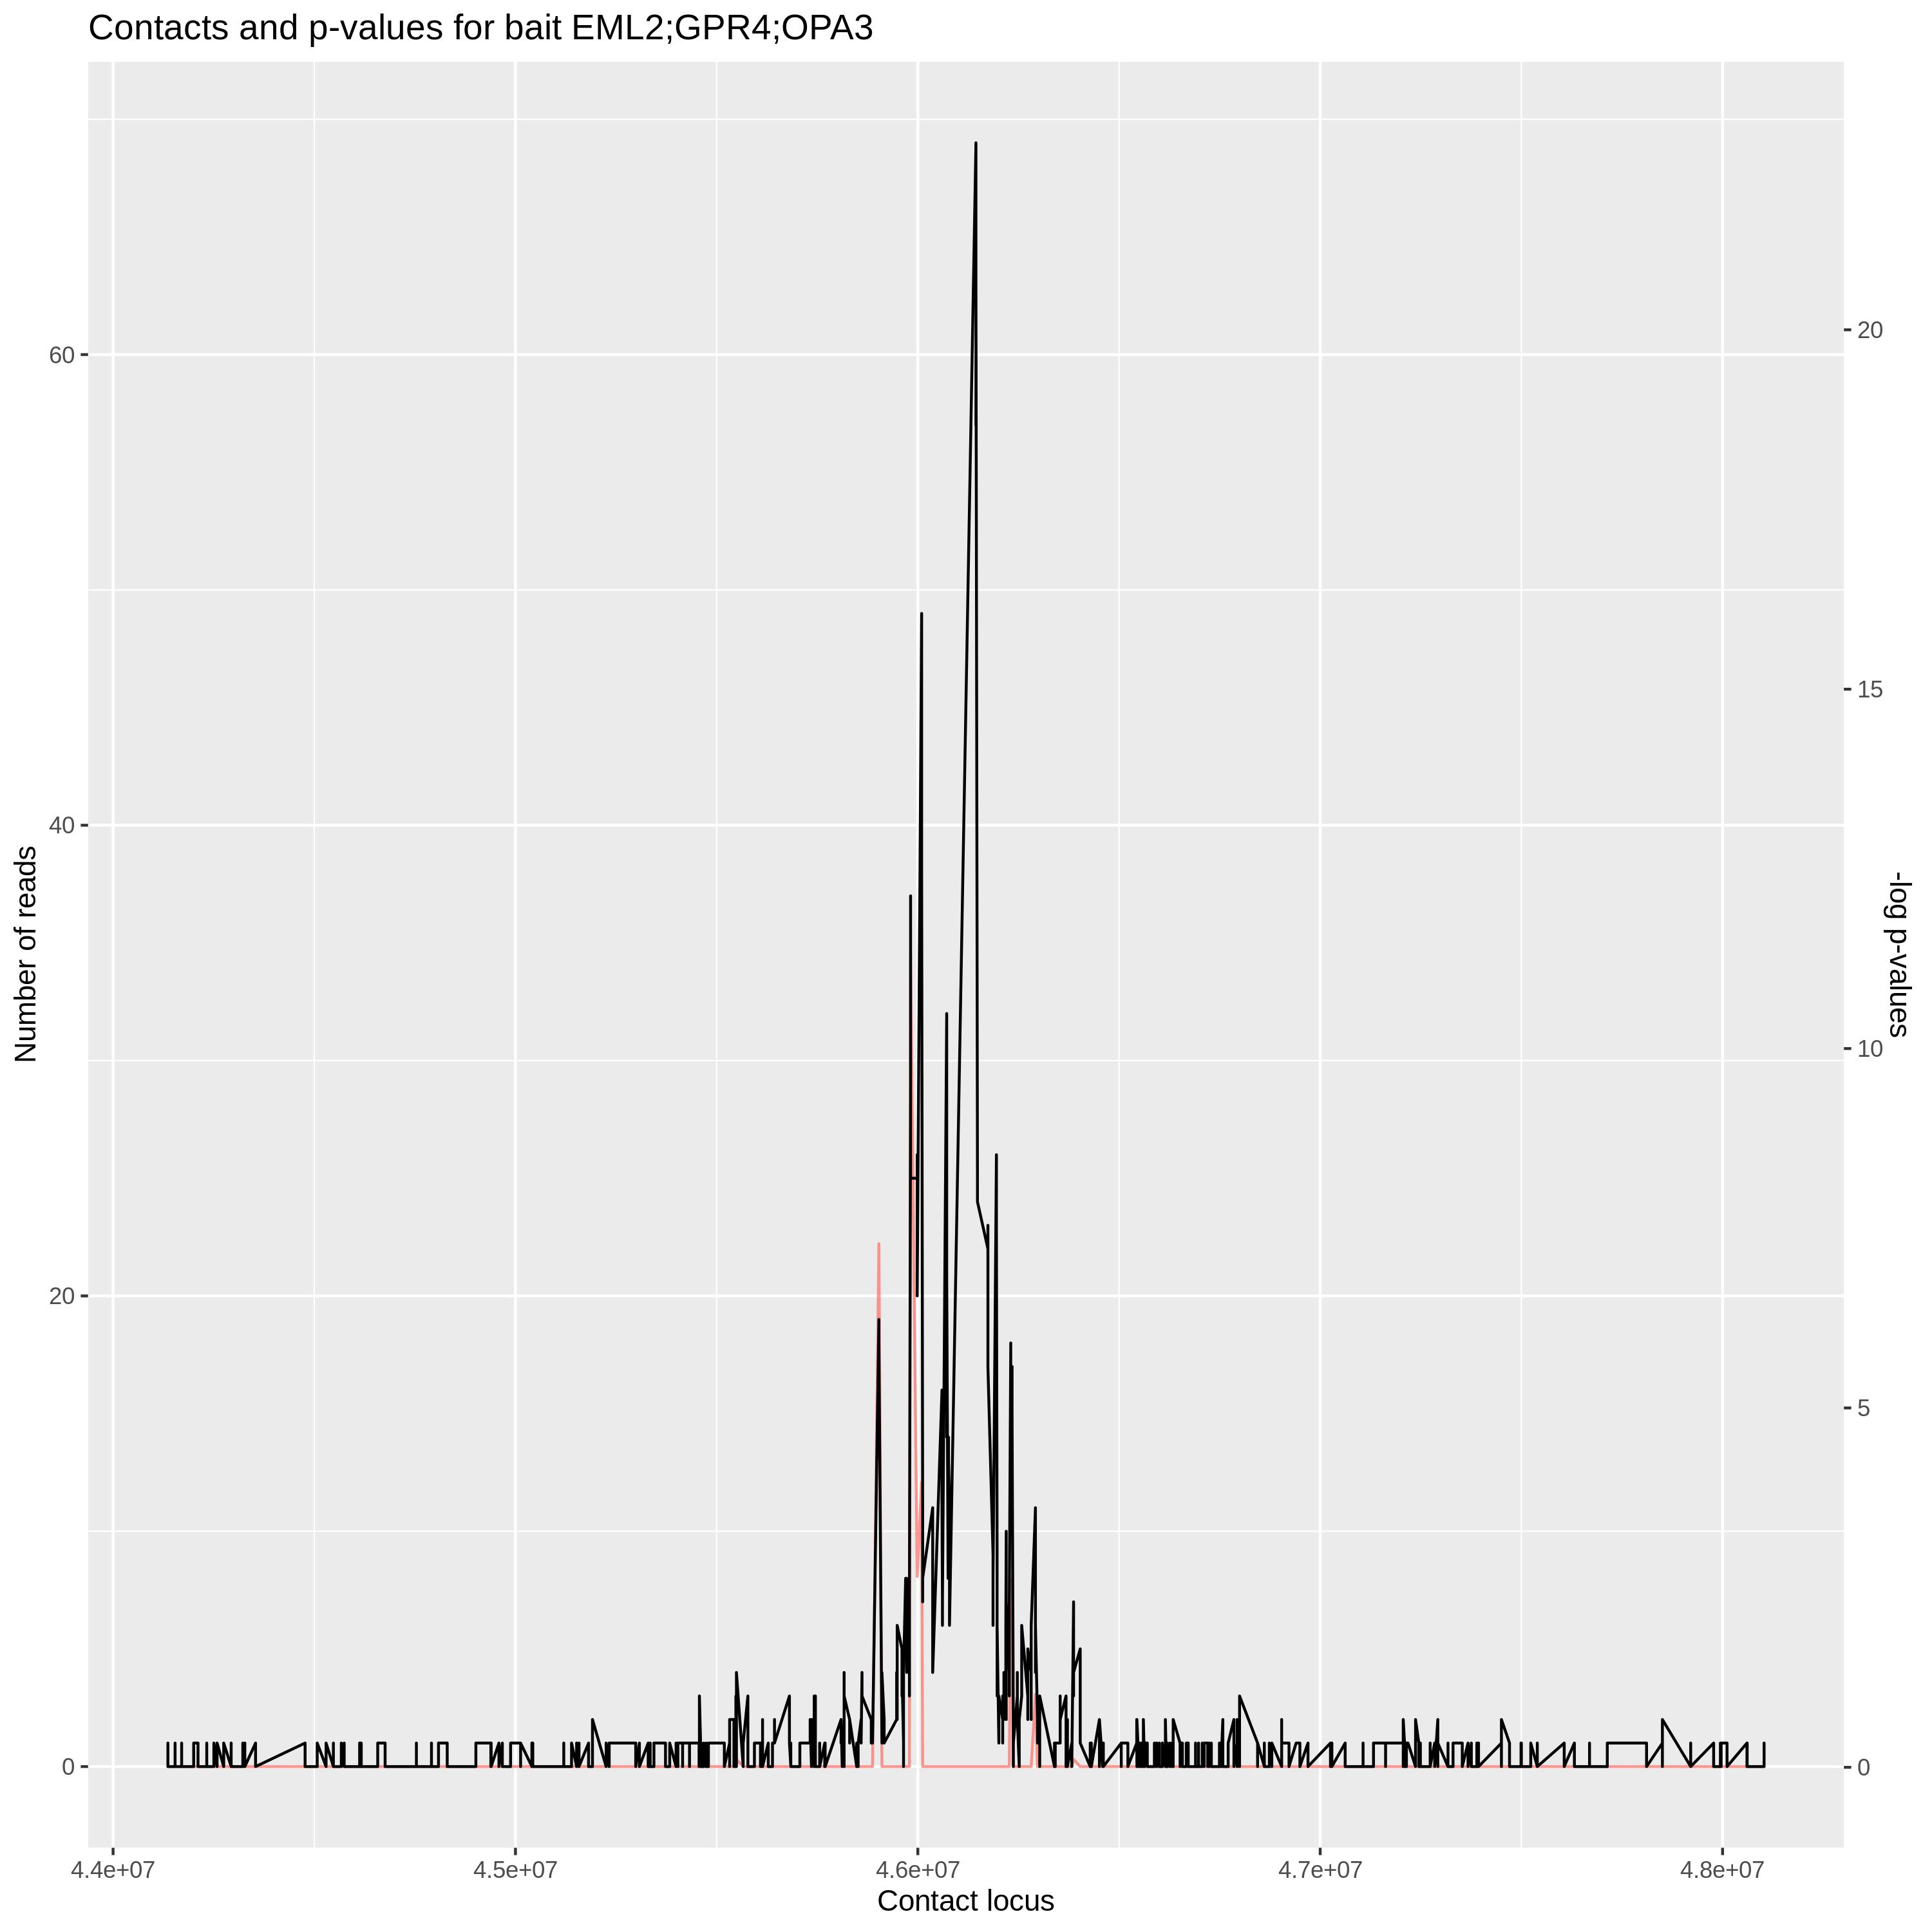 Contacts and p-values for bait EML2;GPR4;OPA3
Number of reads
60
40
20
0
20
15
10
5
0
-log p-values
4.4e+07
4.5e+07
4.6e+07
4.7e+07
4.8e+07
Contact locus